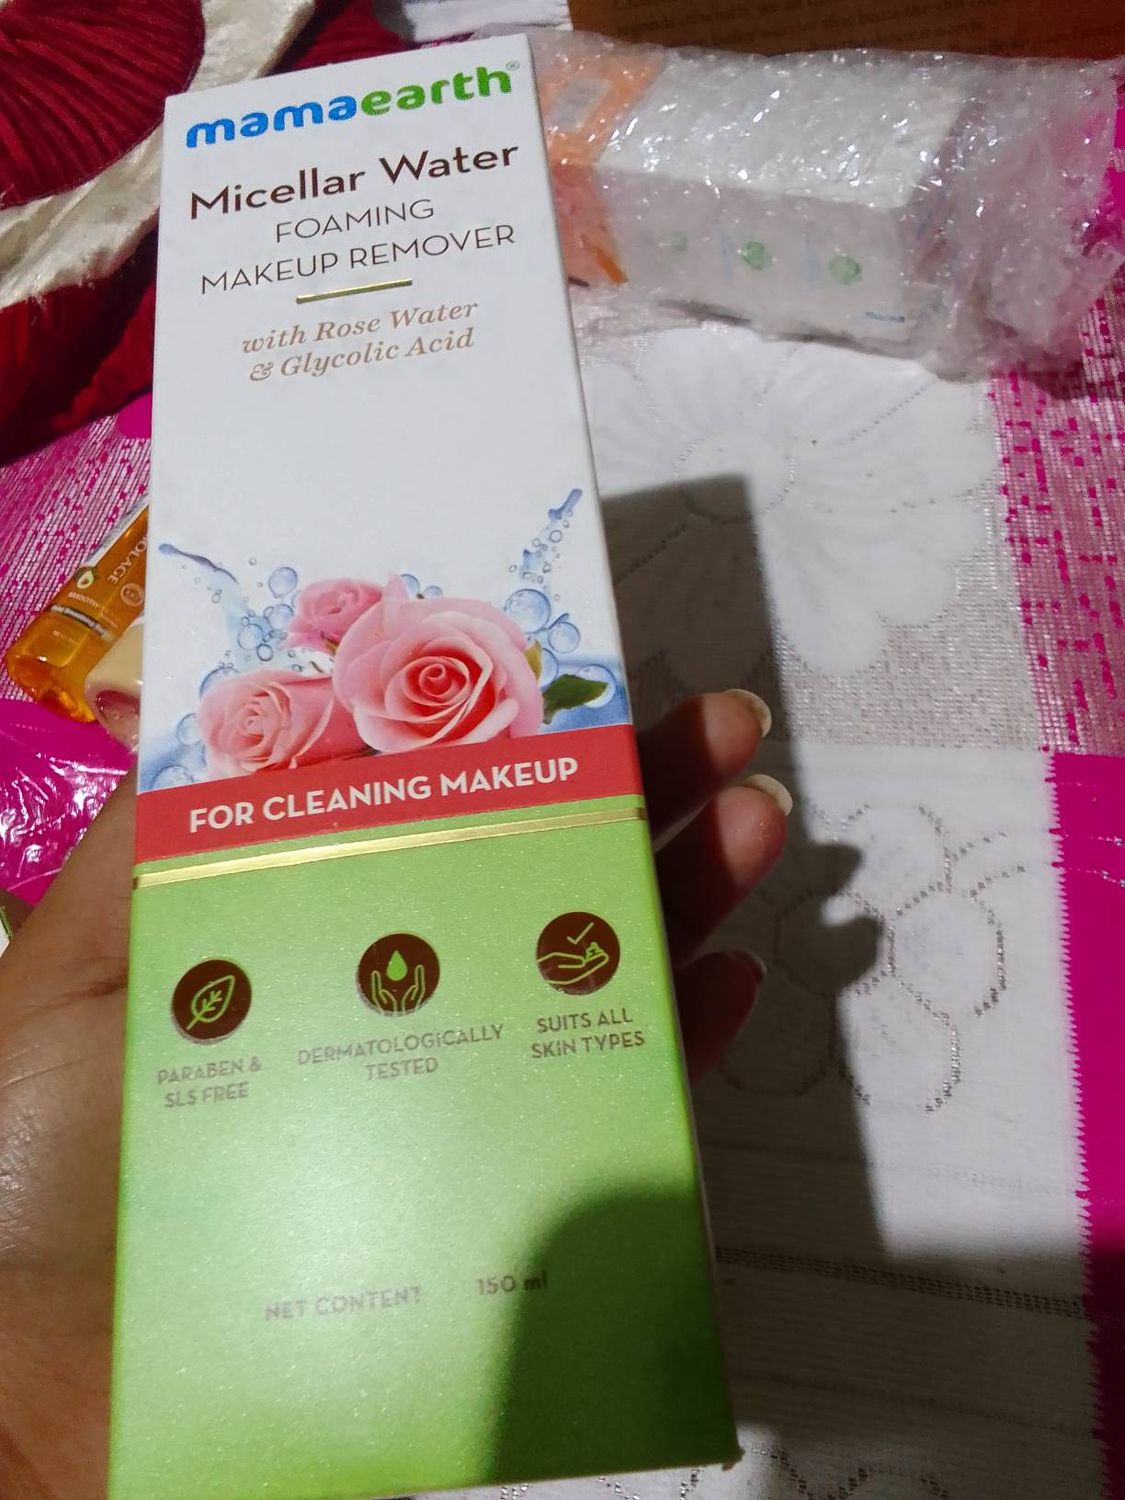 mamaearth®
Micellar Water
FOAMING
MAKEUP REMOVER
with Rose Water
& Glycolic Acid
FOR CLEANING MAKEUP
PARABEN &
SLS FREE
DERMATOLOGICALLY
TESTED
SUITS ALL
SKIN TYPES
NET CONTENT 150 ml